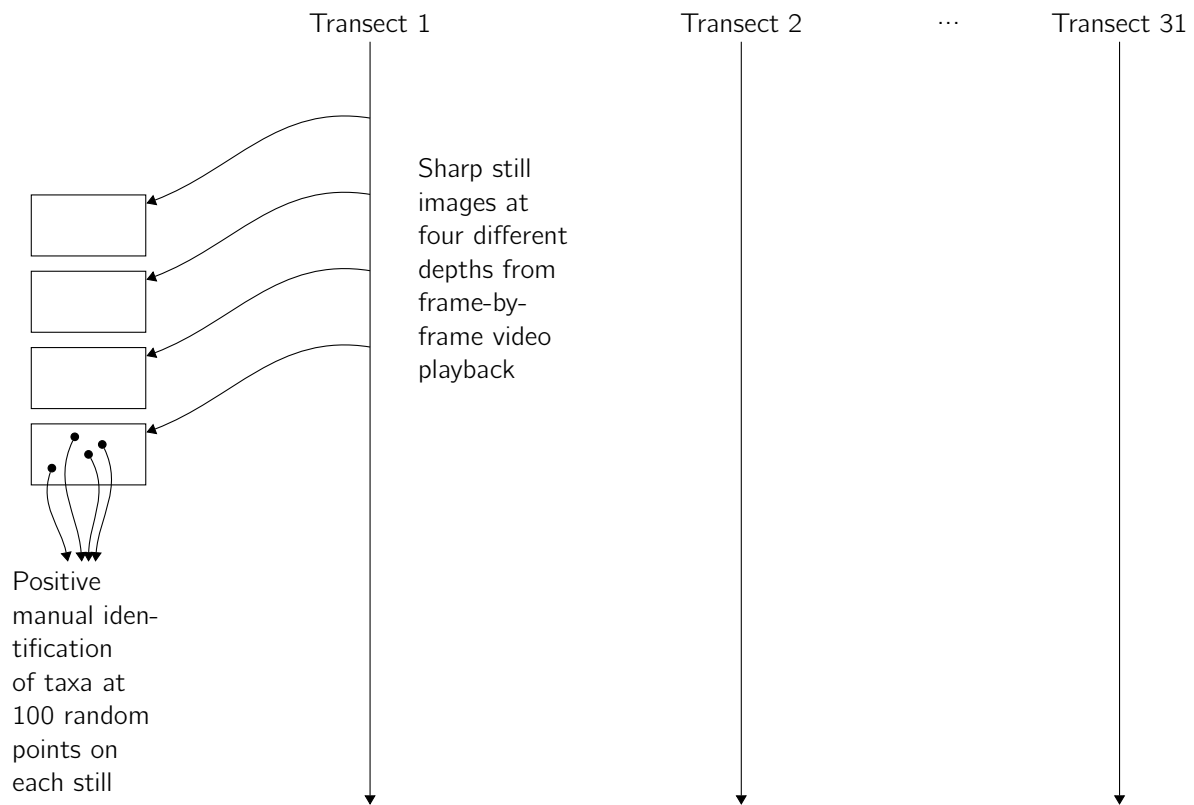 Transect 1
Transect 2
...
Transect 31
Sharp still
images at
four different
depths from
frame-by-
frame video
playback
Positive
manual iden-
tification
of taxa at
100 random
points on
each still